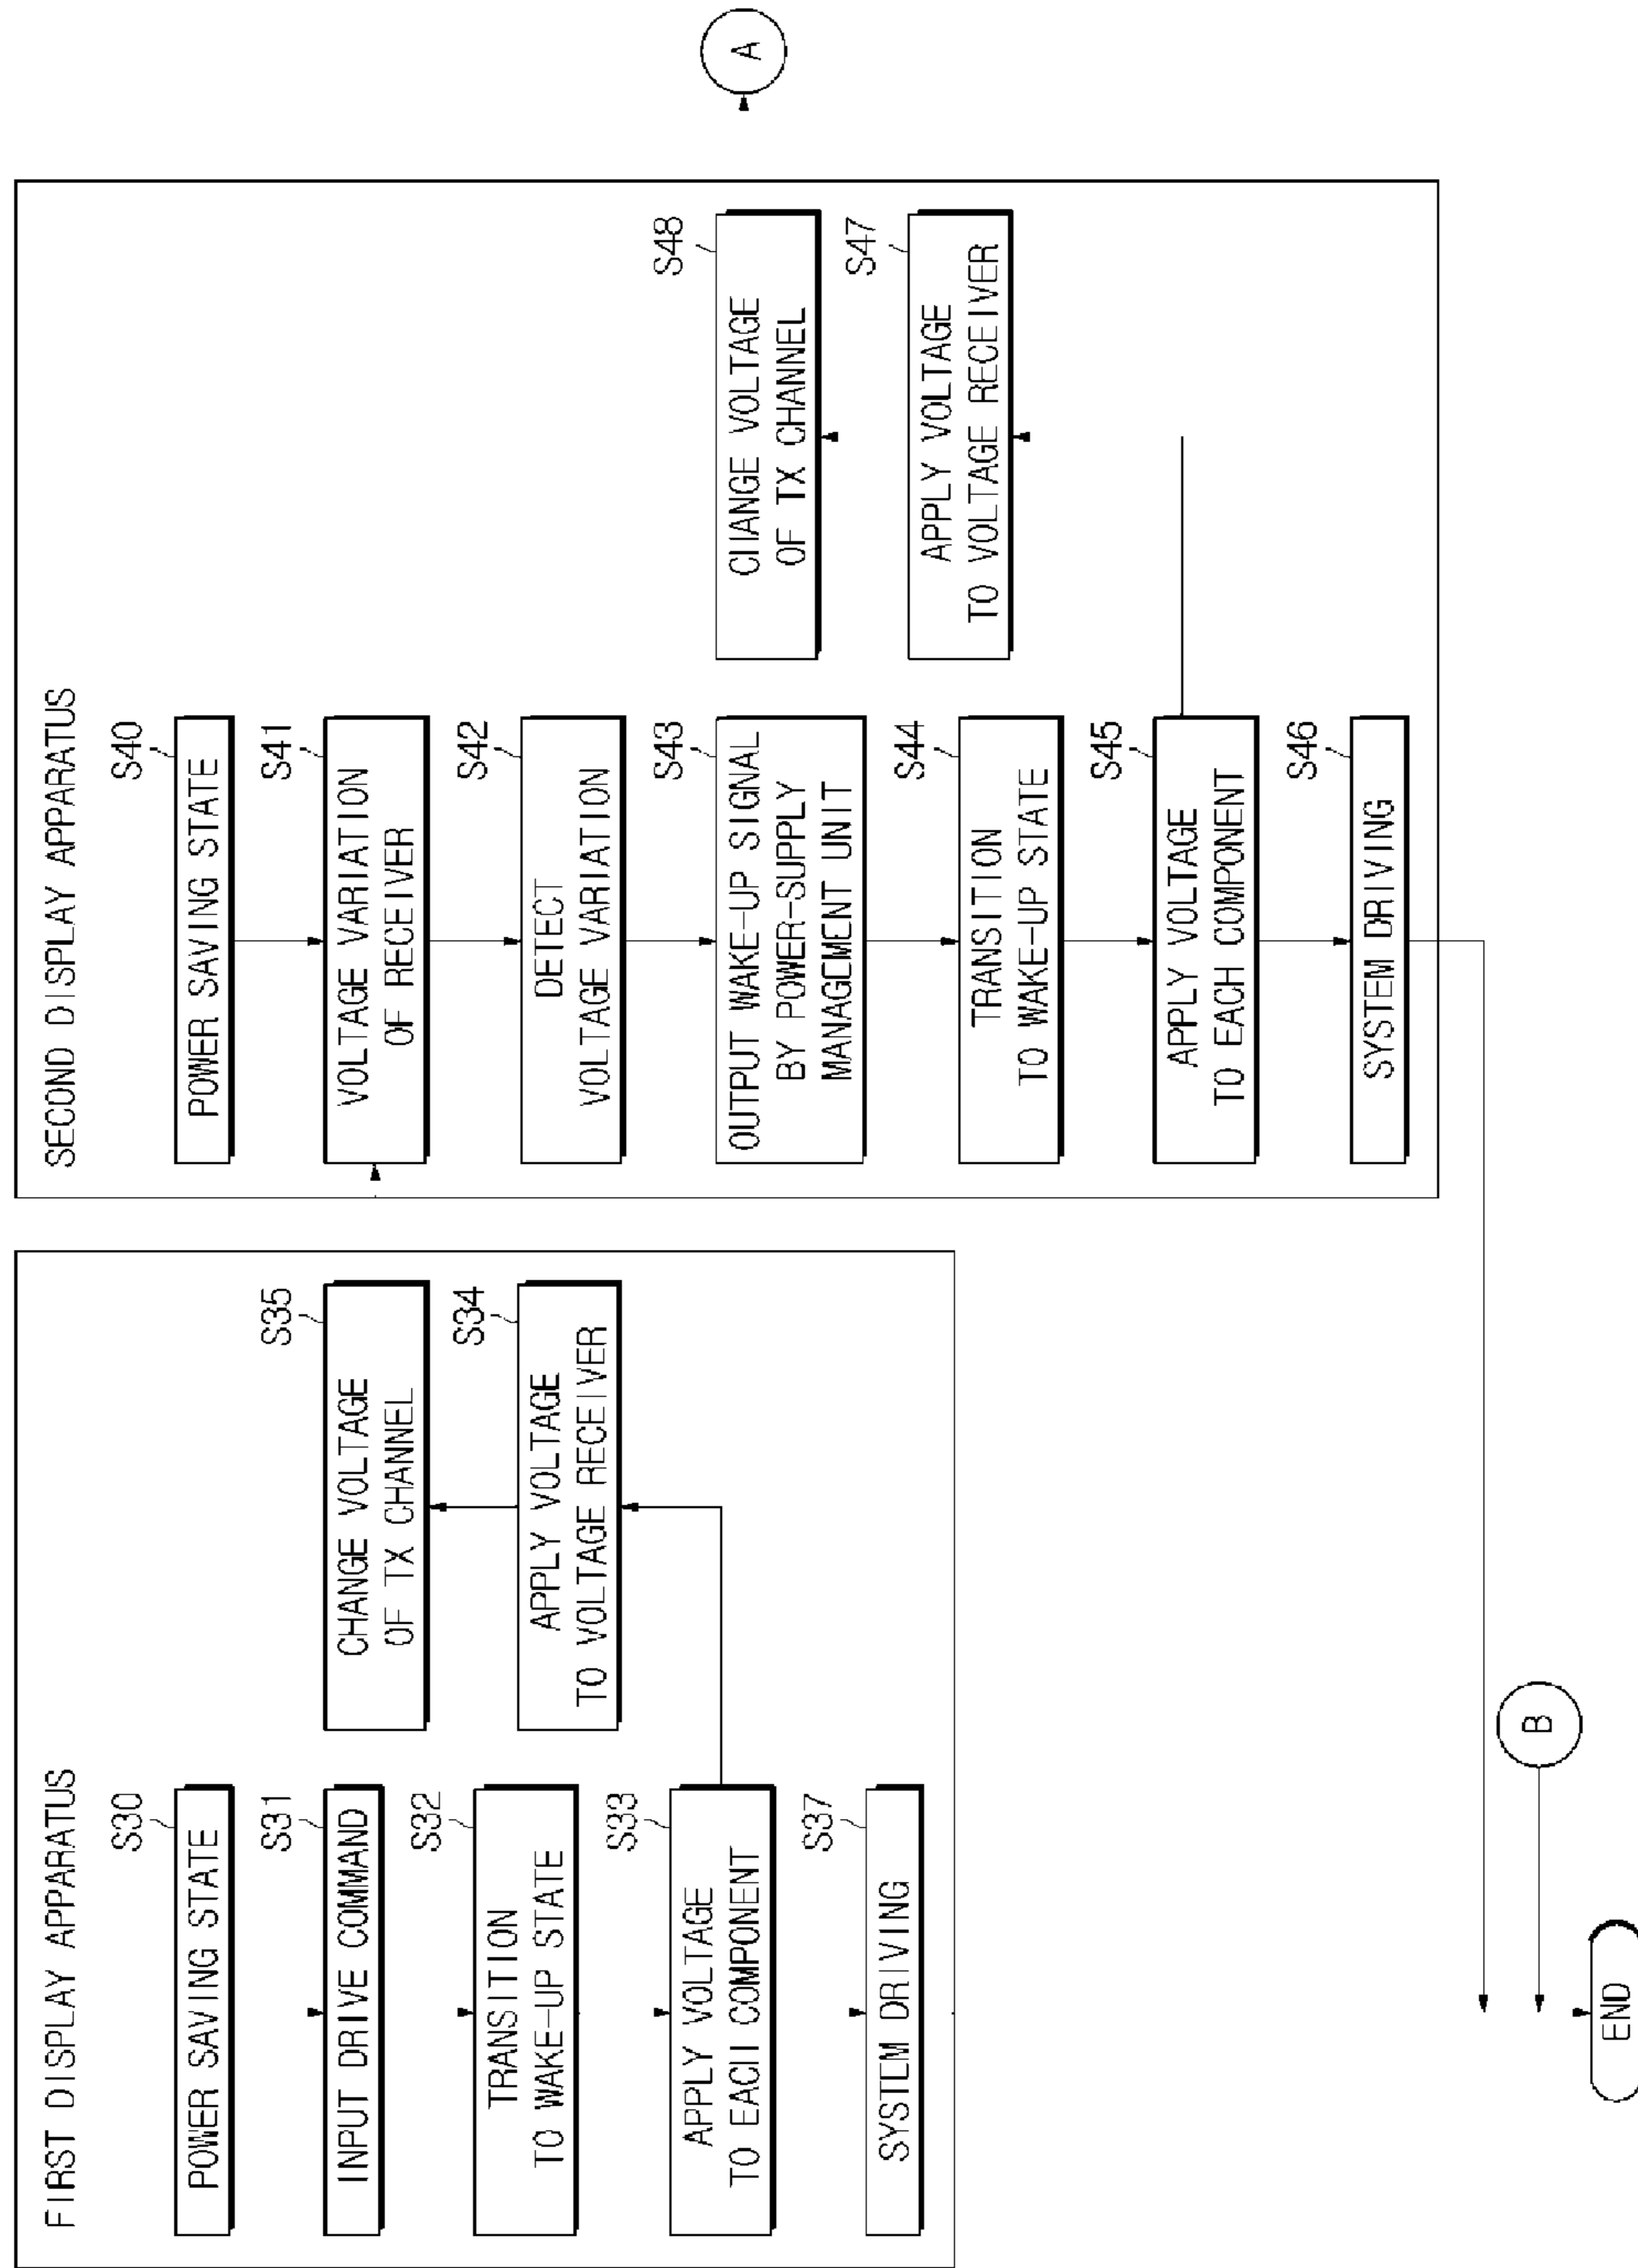 FIRST DISPLAY APPARATUS
S30
POWER SAVING STATE
S31
INPUT DRIVE COMMAND
S32
TRANSITION
TO WAKE-UP STATE
S33
APPLY VOLTAGE
TO EACH COMPONENT
S37
SYSTEM DRIVING
S35
CHANGE VOLTAGE
OF TX CHANNEL
S34
APPLY VOLTAGE
TO VOLTAGE RECEIVER
SECOND DISPLAY APPARATUS
S40
POWER SAVING STATE
S41
VOLTAGE VARIATION
OF RECEIVER
S42
DETECT
VOLTAGE VARIATION
S43
OUTPUT WAKE-UP SIGNAL
BY POWER-SUPPLY
MANAGEMENT UNIT
S44
TRANSITION
TO WAKE-UP STATE
S45
APPLY VOLTAGE
TO EACH COMPONENT
S46
SYSTEM DRIVING
S48
CHANGE VOLTAGE
OF TX CHANNEL
S47
APPLY VOLTAGE
TO VOLTAGE RECEIVER
A
B
END